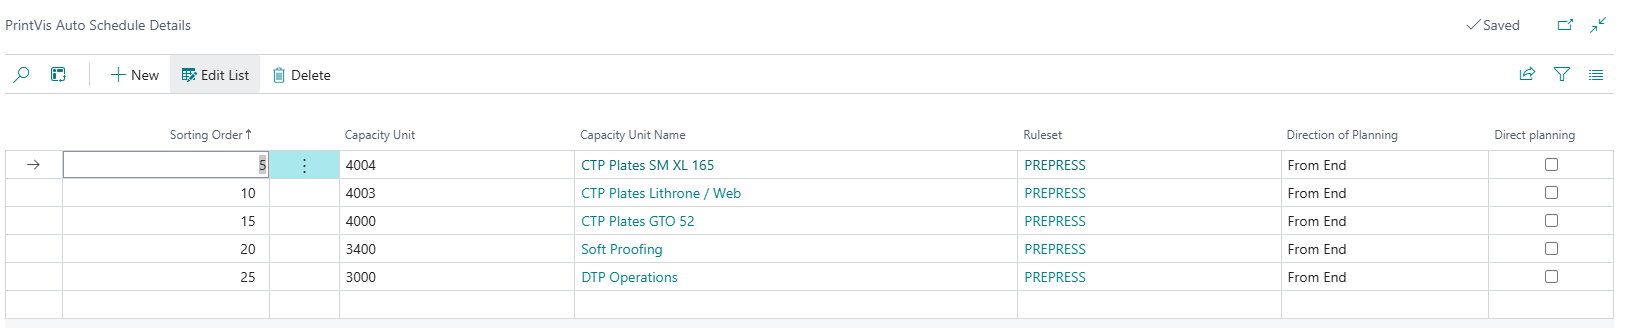 PrintVis Auto Schedule Details
Saved
New Edit List Delete
Sorting Order Capacity Unit Capacity Unit Name Ruleset Direction of Planning Direct planning
5 4004 CTP Plates SM XL 165 PREPRESS From End
10 4003 CTP Plates Lithrone / Web PREPRESS From End
15 4000 CTP Plates GTO 52 PREPRESS From End
20 3400 Soft Proofing PREPRESS From End
25 3000 DTP Operations PREPRESS From End